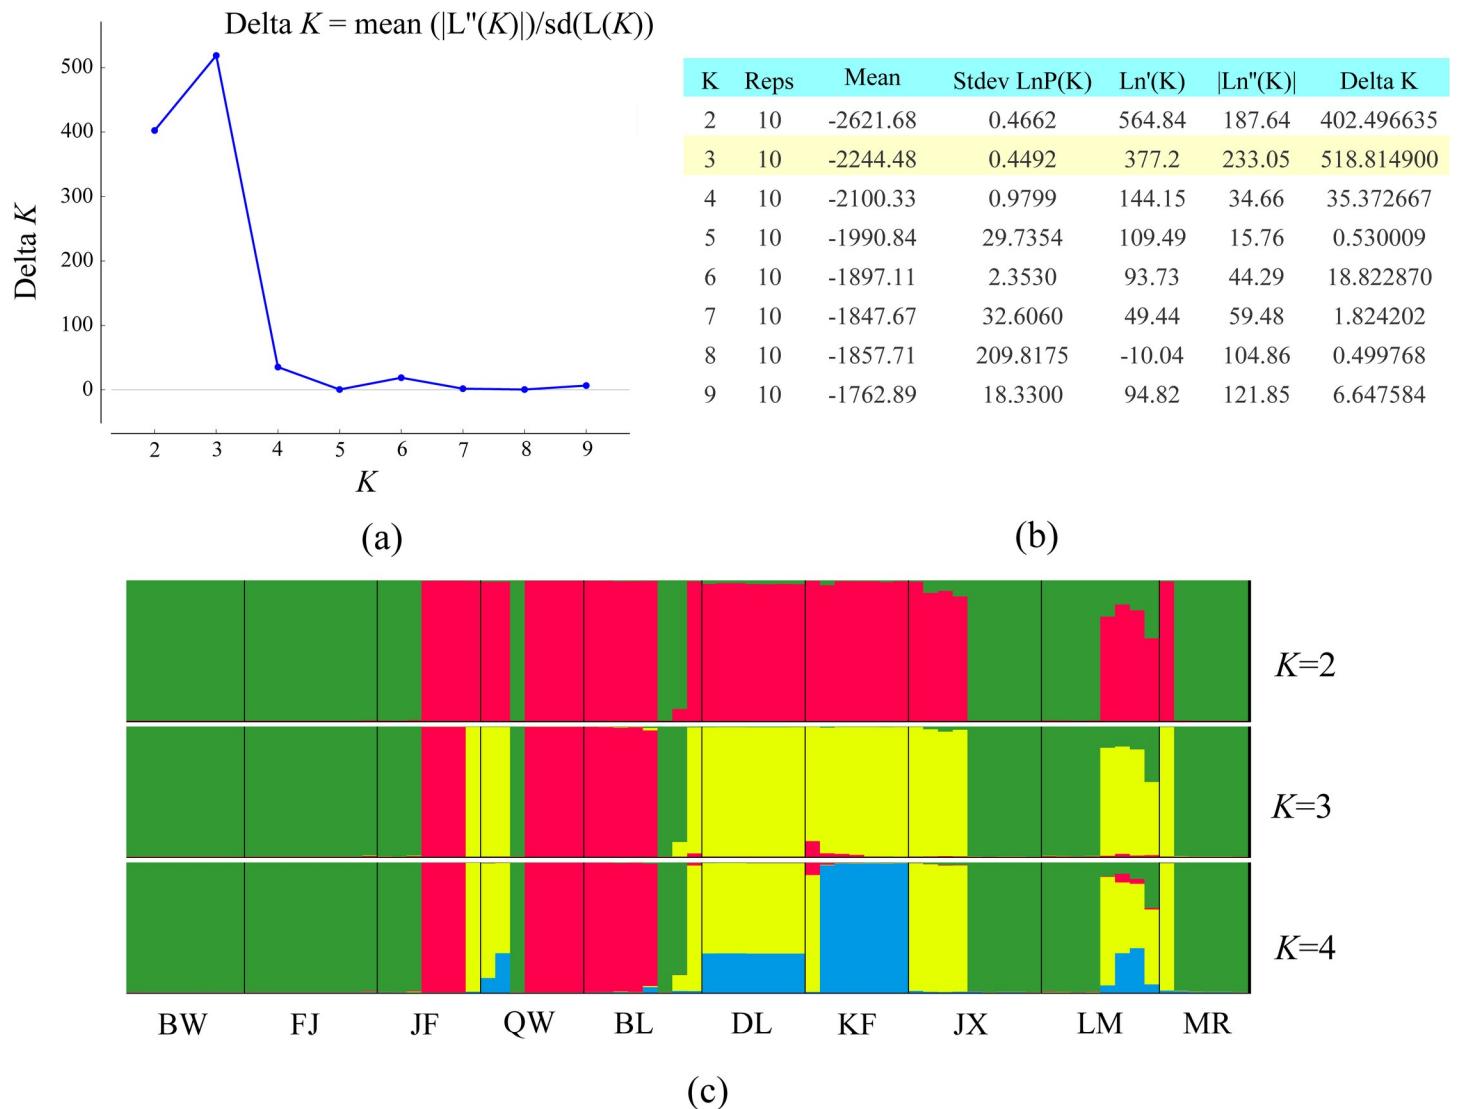 Delta K = mean (|L"(K)|)/sd(L(K))
500
400
300
200
100
0
Delta K
2 3 4 5 6 7 8 9
K
(a)
K Reps Mean Stdev LnP(K) Ln'(K) |Ln"(K)| Delta K
2 10 -2621.68 0.4662 564.84 187.64 402.496635
3 10 -2244.48 0.4492 377.2 233.05 518.814900
4 10 -2100.33 0.9799 144.15 34.66 35.372667
5 10 -1990.84 29.7354 109.49 15.76 0.530009
6 10 -1897.11 2.3530 93.73 44.29 18.822870
7 10 -1847.67 32.6060 49.44 59.48 1.824202
8 10 -1857.71 209.8175 -10.04 104.86 0.499768
9 10 -1762.89 18.3300 94.82 121.85 6.647584
(b)
K=2
K=3
K=4
BW FJ JF QW BL DL KF JX LM MR
(c)